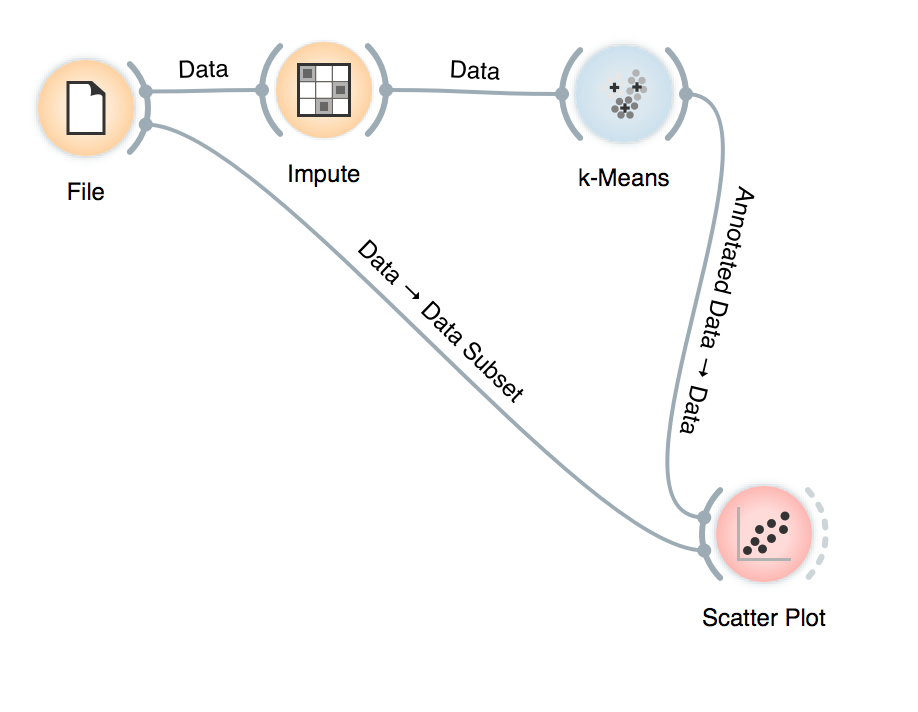 Data
Data
File
Impute
k-Means
Data → Data Subset
Annotated Data → Data
Scatter Plot